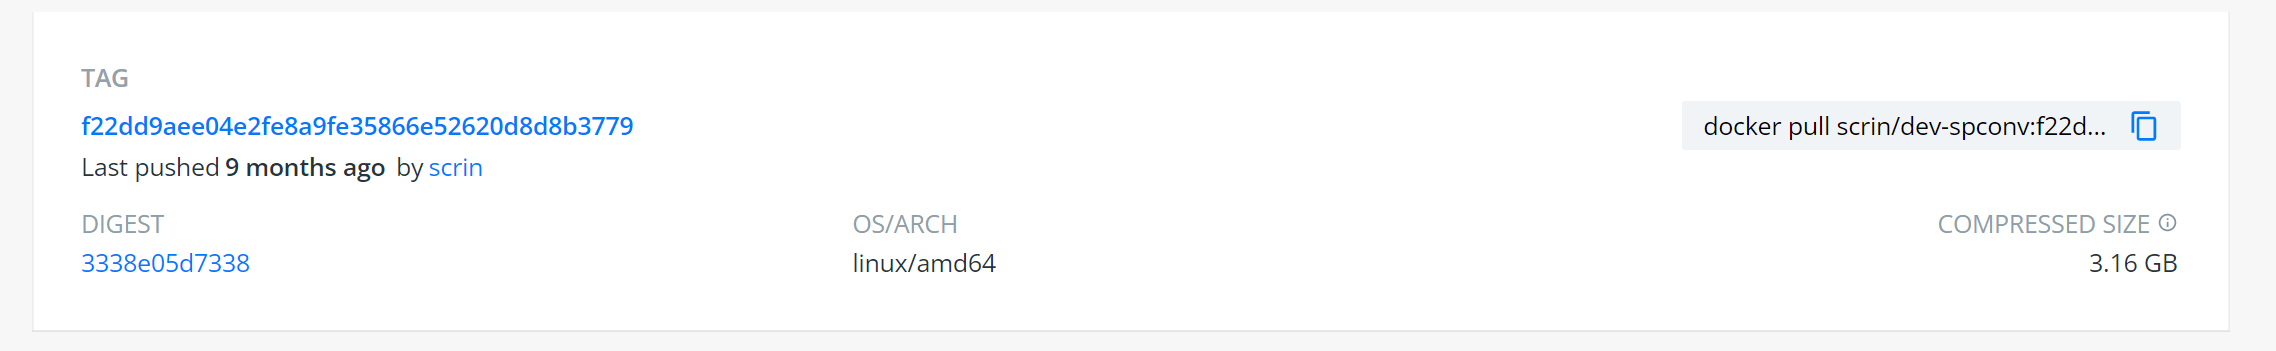 TAG
f22dd9aee04e2fe8a9fe35866e52620d8d8b3779
docker pull scrin/dev-spconv:f22d...
Last pushed 9 months ago by scrin
DIGEST
3338e05d7338
OS/ARCH
linux/amd64
COMPRESSED SIZE
3.16 GB